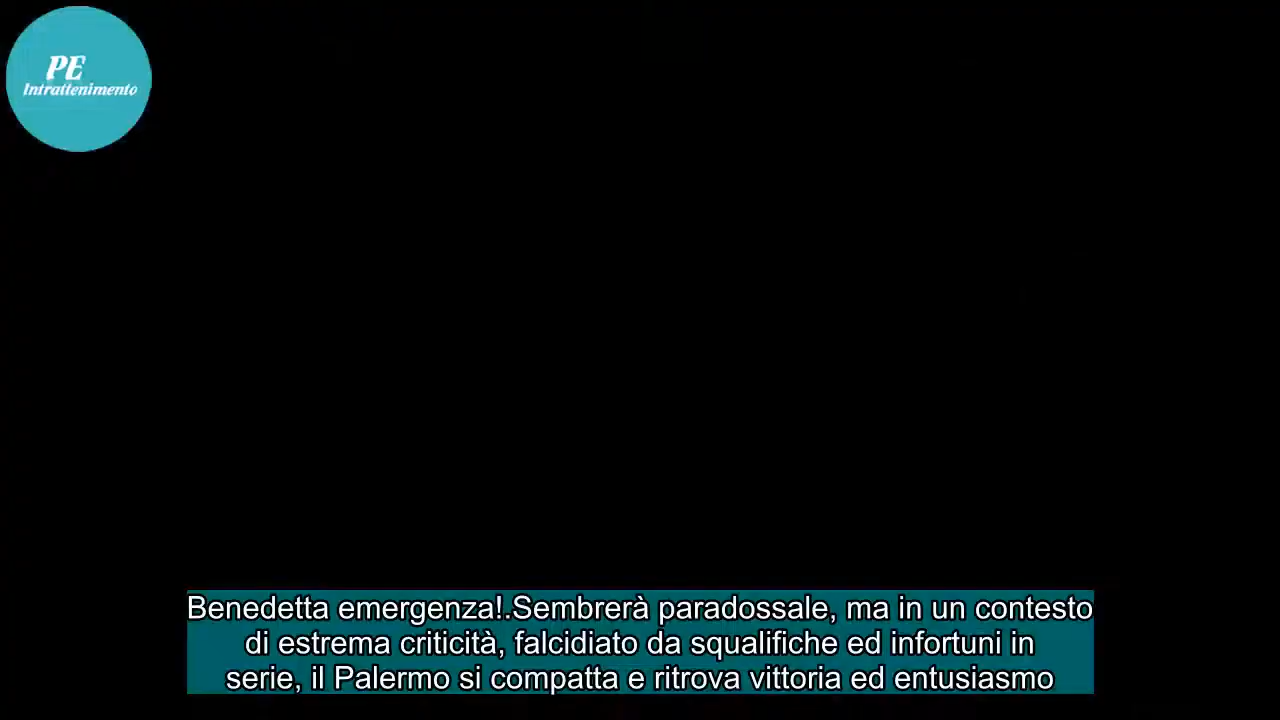 PE
Intrattenimento
Benedetta emergenza!.Sembrerà paradossale, ma in un contesto
di estrema criticità, falcidiato da squalifiche ed infortuni in
serie, il Palermo si compatta e ritrova vittoria ed entusiasmo